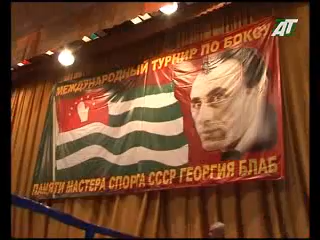 АТ
МЕЖДУНАРОДНЫЙ ТУРНИР ПО БОКСУ
ПАМЯТИ МАСТЕРА СПОРТА СССР ГЕОРГИЯ БЛАБ